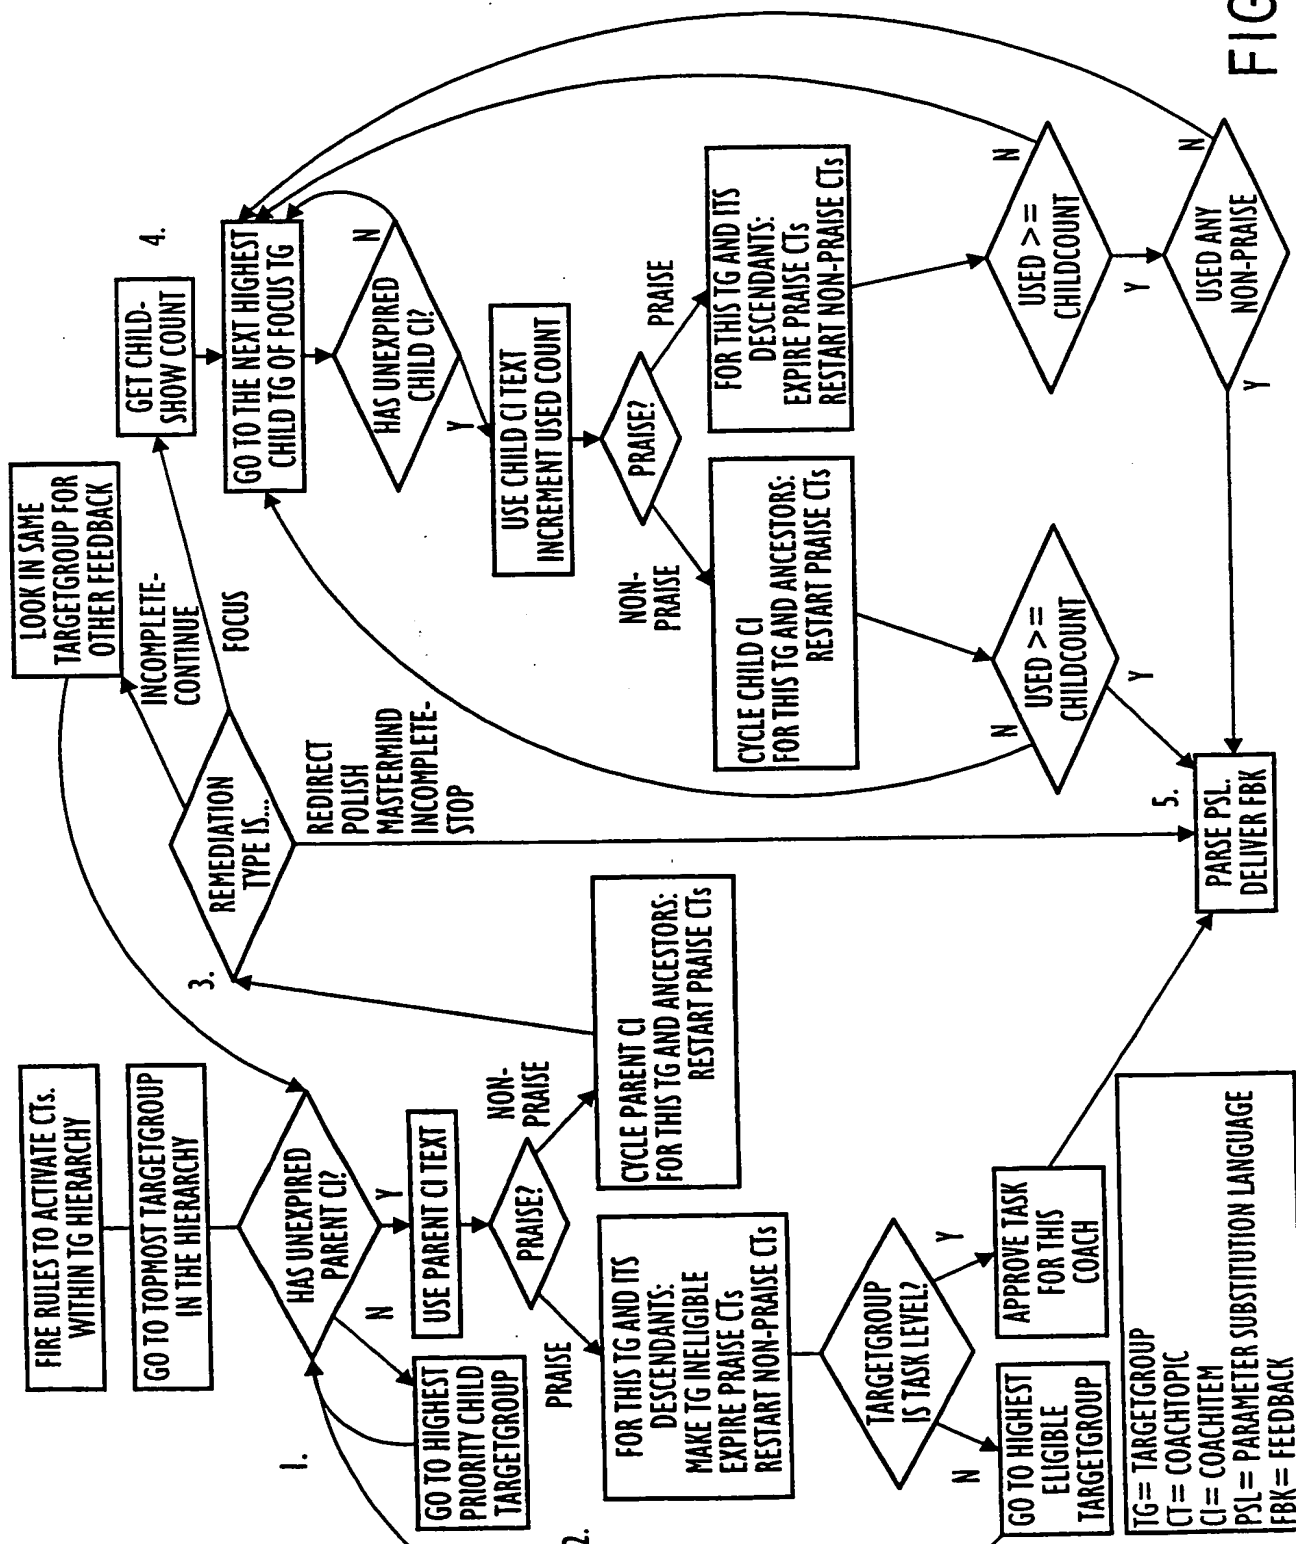 FIRE RULES TO ACTIVATE CTs.
WITHIN TG HIERARCHY
GO TO TOPMOST TARGETGROUP
IN THE HIERARCHY
1.
HAS UNEXPIRED
PARENT CI?
N
Y
GO TO HIGHEST
PRIORITY CHILD
TARGETGROUP
USE PARENT CI TEXT
2.
PRAISE?
PRAISE
NON-
PRAISE
FOR THIS TG AND ITS
DESCENDANTS:
MAKE TG INELIGIBLE
EXPIRE PRAISE CTs
RESTART NON-PRAISE CTs
CYCLE PARENT CI
FOR THIS TG AND ANCESTORS:
RESTART PRAISE CTs
TARGETGROUP
IS TASK LEVEL?
N
Y
GO TO HIGHEST
ELIGIBLE
TARGETGROUP
APPROVE TASK
FOR THIS
COACH
TG= TARGETGROUP
CT= COACHTOPIC
CI= COACHITEM
PSL= PARAMETER SUBSTITUTION LANGUAGE
FBK= FEEDBACK
LOOK IN SAME
TARGETGROUP FOR
OTHER FEEDBACK
3.
REMEDIATION
TYPE IS...
INCOMPLETE-
CONTINUE
FOCUS
REDIRECT
POLISH
MASTERMIND
INCOMPLETE-
STOP
4.
GET CHILD-
SHOW COUNT
GO TO THE NEXT HIGHEST
CHILD TG OF FOCUS TG
HAS UNEXPIRED
CHILD CI?
N
Y
USE CHILD CI TEXT
INCREMENT USED COUNT
PRAISE?
NON-
PRAISE
PRAISE
CYCLE CHILD CI
FOR THIS TG AND ANCESTORS:
RESTART PRAISE CTs
FOR THIS TG AND ITS
DESCENDANTS:
EXPIRE PRAISE CTs
RESTART NON-PRAISE CTs
USED >=
CHILDCOUNT
N
Y
USED >=
CHILDCOUNT
N
Y
USED ANY
NON-PRAISE
N
Y
5.
PARSE PSL.
DELIVER FBK
FIG